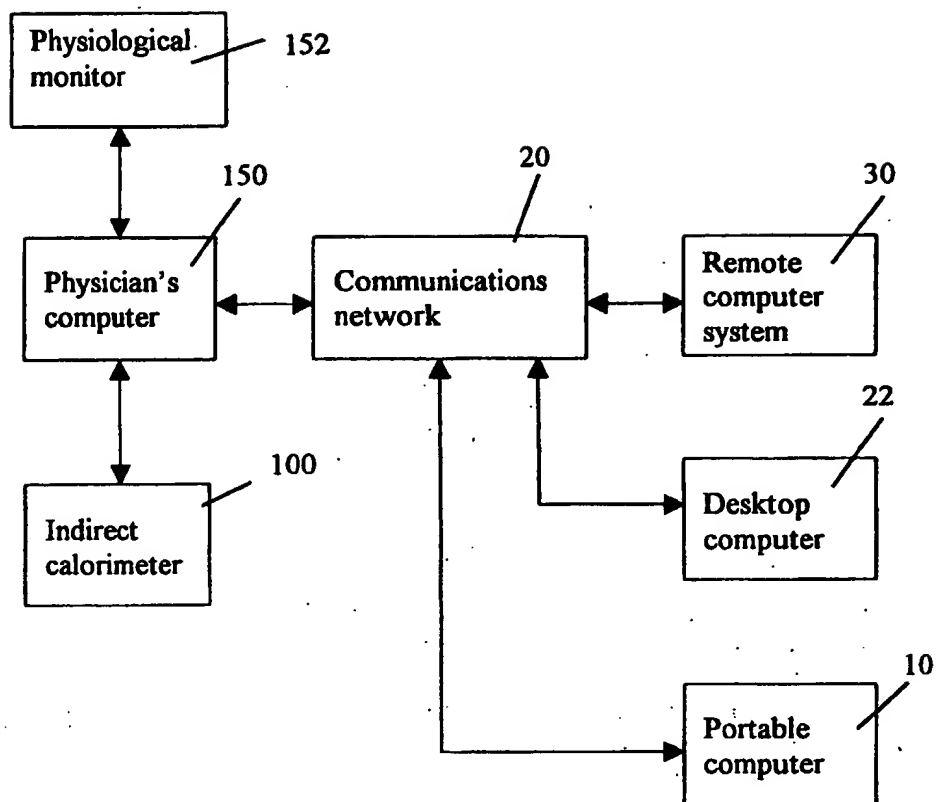 Physiological
monitor
152
150
20
30
Physician's
computer
Communications
network
Remote
computer
system
22
100
Indirect
calorimeter
Desktop
computer
10
Portable
computer